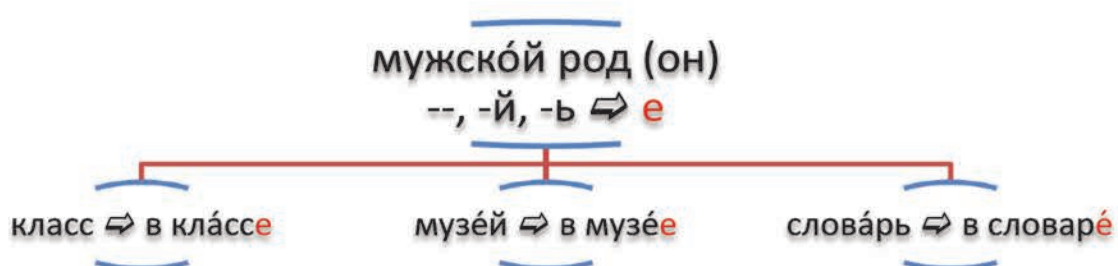 мужско́й род (он)
--, -й, -ь ⇨ е
класс ⇨ в кла́ссе
музе́й ⇨ в музе́е
слова́рь ⇨ в словаре́